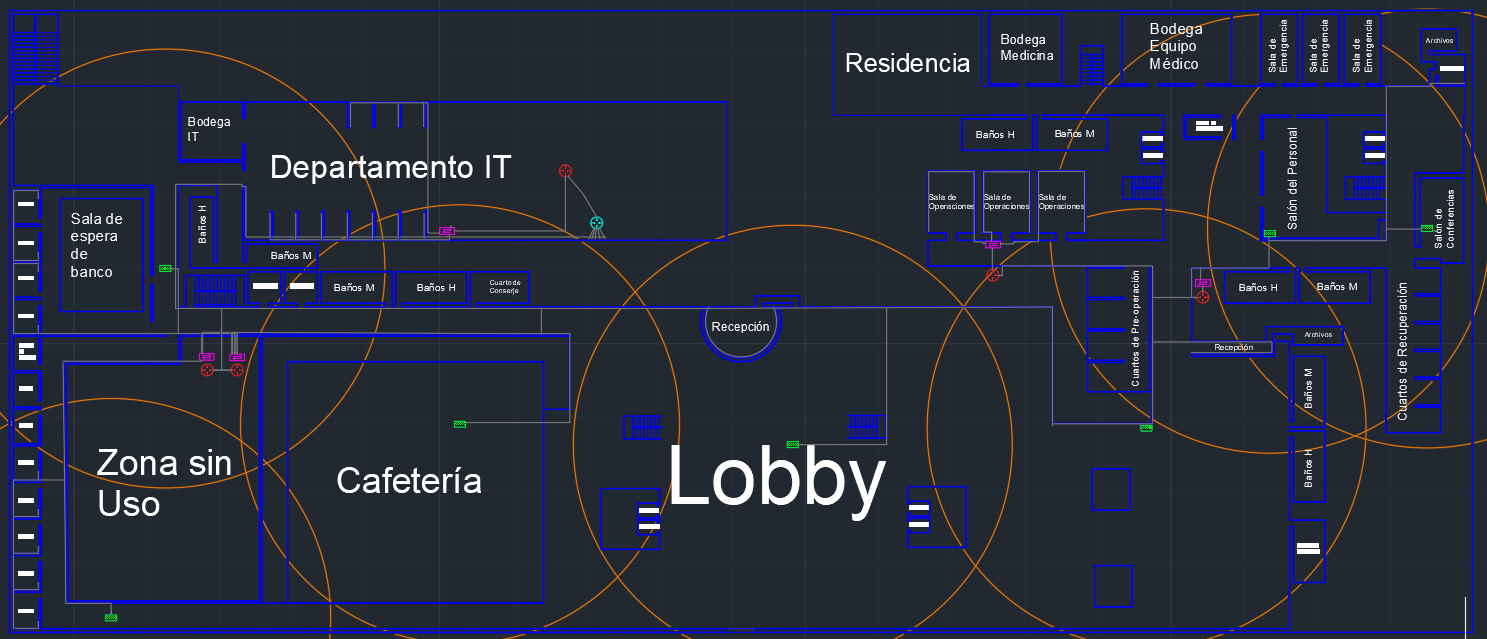 Bodega
Medicina
Bodega
Equipo
Médico
Sala de
Emergencia
Sala de
Emergencia
Sala de
Emergencia
Archivos
Residencia
Bodega
IT
Departamento IT
Baños H
Baños M
Salón del Personal
Sala de
Operaciones
Sala de
Operaciones
Sala de
Operaciones
Salón de
Conferencias
Sala de
espera
de
banco
Baños H
Baños M
Baños M
Baños H
Cuarto de
Conserje
Recepción
Cuartos de Pre-operación
Baños H
Baños M
Archivos
Recepción
Cuartos de Recuperación
Baños M
Baños H
Zona sin
Uso
Cafetería
Lobby